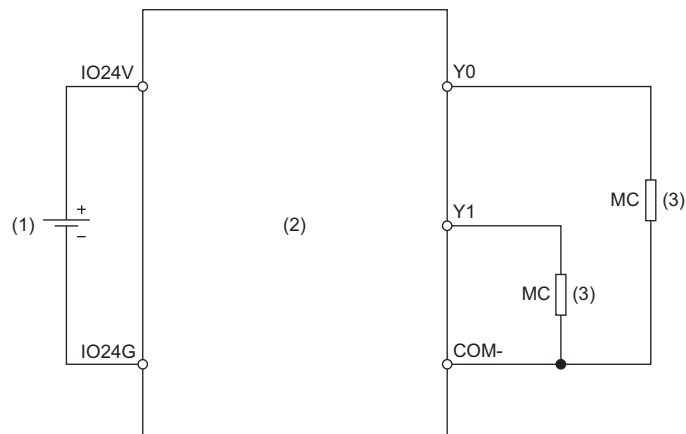 IO24V
Y0
+
(1)
−
(2)
MC (3)
Y1
MC (3)
IO24G
COM-